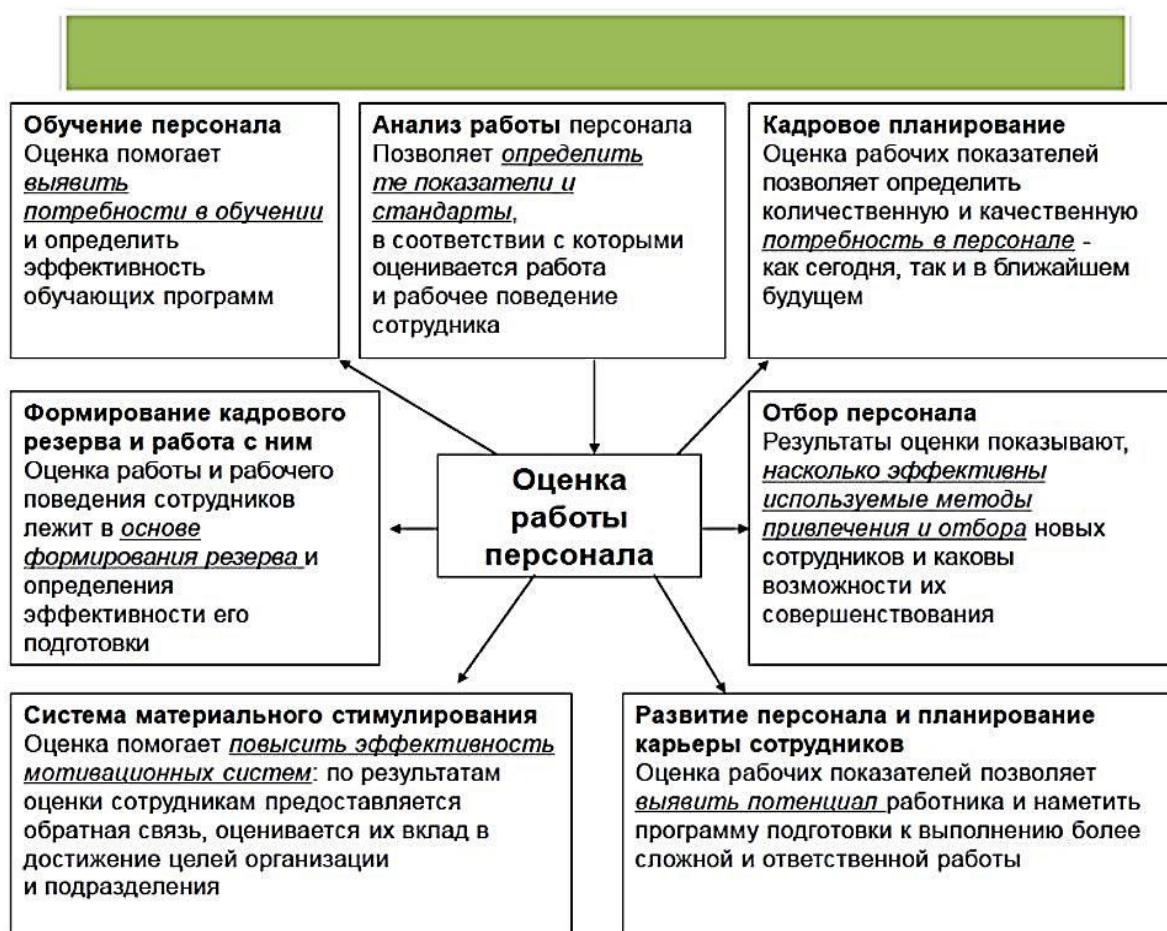 Обучение персонала
Оценка помогает
выявить
потребности в обучении
и определить
эффективность
обучающих программ
Анализ работы персонала
Позволяет определить
те показатели и
стандарты,
в соответствии с которыми
оценивается работа
и рабочее поведение
сотрудника
Кадровое планирование
Оценка рабочих показателей
позволяет определить
количественную и качественную
потребность в персонале -
как сегодня, так и в ближайшем
будущем
Формирование кадрового
резерва и работа с ним
Оценка работы и рабочего
поведения сотрудников
лежит в основе
формирования резерва и
определения
эффективности его
подготовки
Оценка
работы
персонала
Отбор персонала
Результаты оценки показывают,
насколько эффективны
используемые методы
привлечения и отбора новых
сотрудников и каковы
возможности их
совершенствования
Система материального стимулирования
Оценка помогает повысить эффективность
мотивационных систем: по результатам
оценки сотрудникам предоставляется
обратная связь, оценивается их вклад в
достижение целей организации
и подразделения
Развитие персонала и планирование
карьеры сотрудников
Оценка рабочих показателей позволяет
выявить потенциал работника и наметить
программу подготовки к выполнению более
сложной и ответственной работы